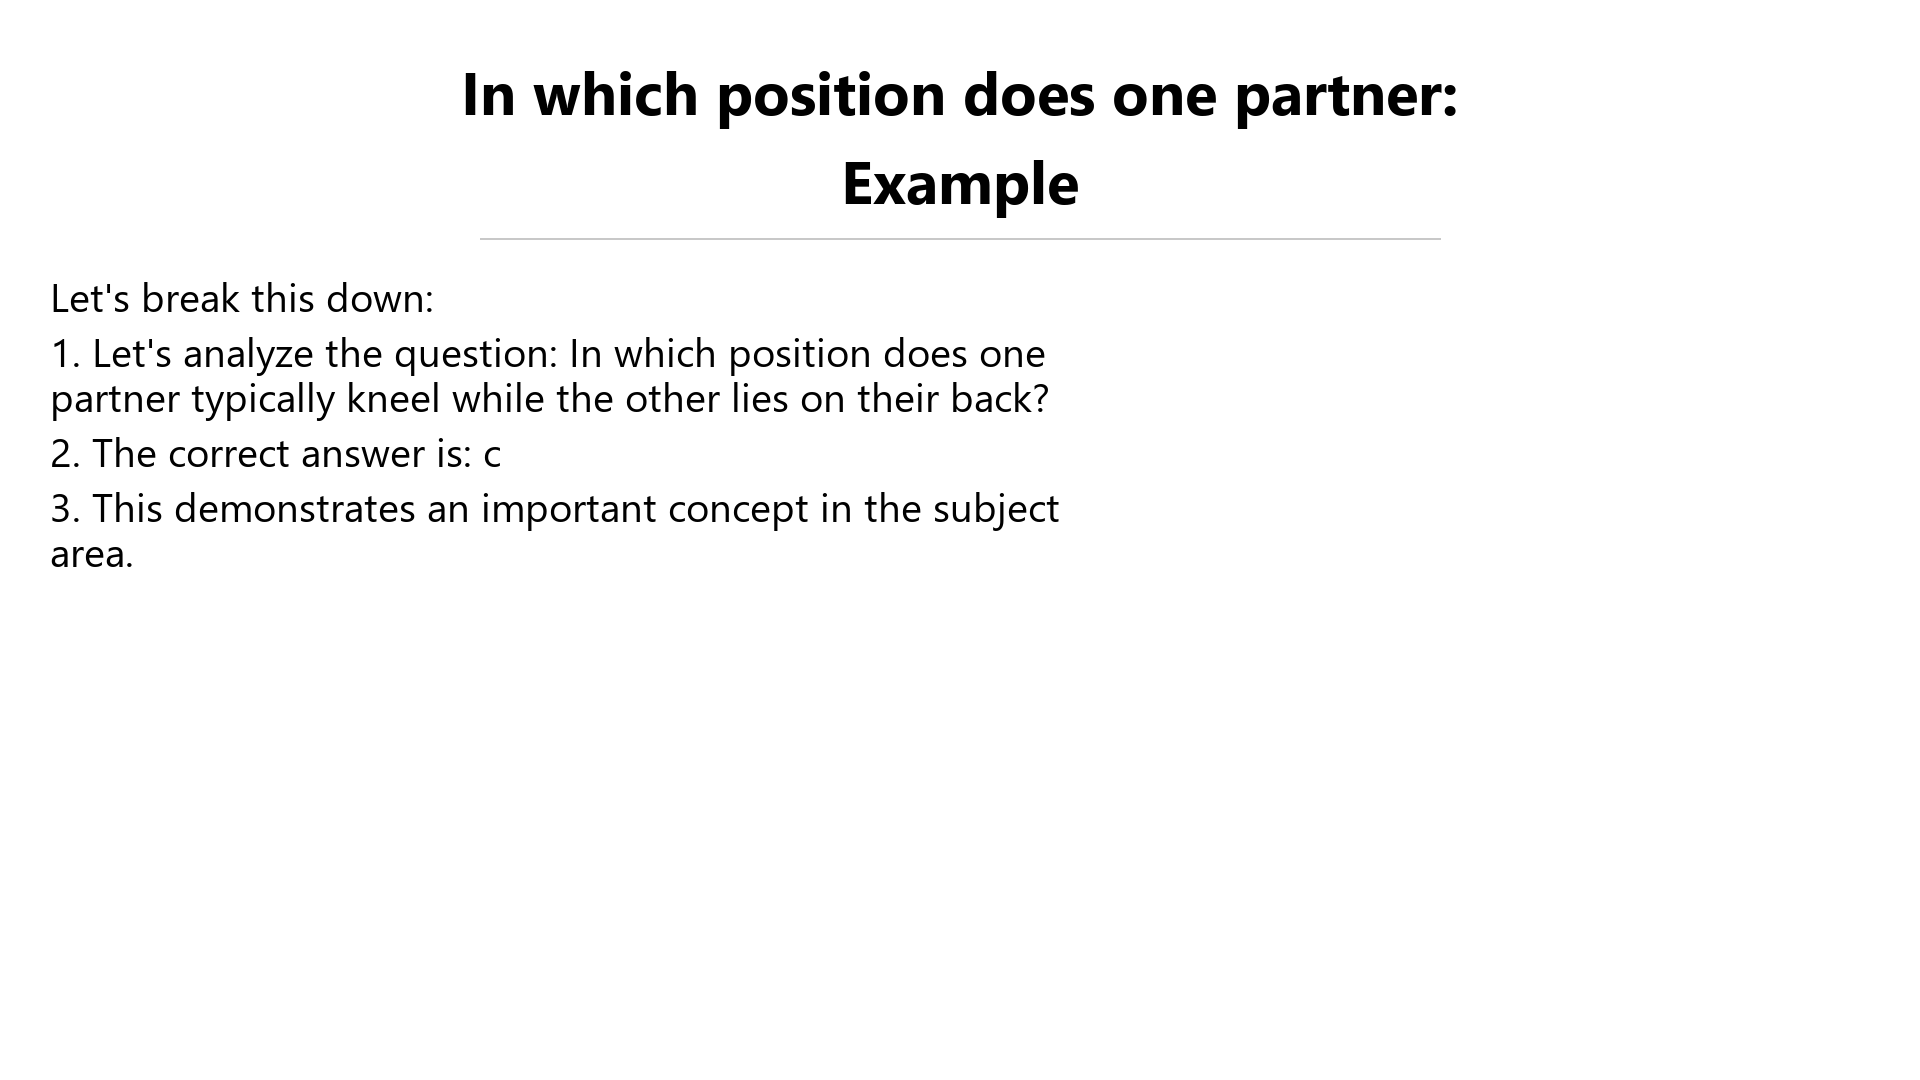 In which position does one partner:
Example
Let's break this down:
1. Let's analyze the question: In which position does one
partner typically kneel while the other lies on their back?
2. The correct answer is: c
3. This demonstrates an important concept in the subject
area.